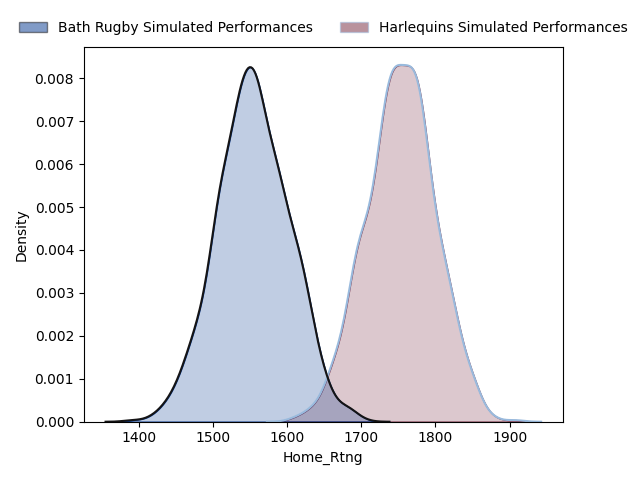 Bath Rugby Simulated Performances
Harlequins Simulated Performances
Density
0.008
0.007
0.006
0.005
0.004
0.003
0.002
0.001
0.000
1400 1500 1600 1700 1800 1900
Home_Rtng